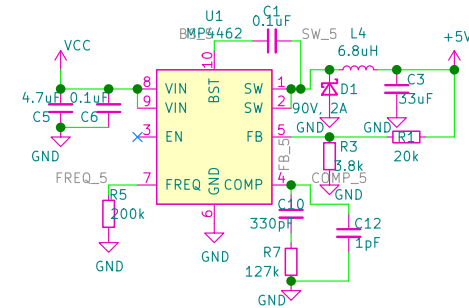 U1
MP4462
C1
0.1uF
BST_5
SW_5
L4
6.8uH
+5V
VCC
10
BST
8
VIN
9
VIN
1
SW
2
SW
4.7uF
0.1uF
C5
C6
GND
D1
90V, 2A
GND
C3
33uF
GND
3
EN
5
FB
FB_5
R3
3.8k
GND
R1
20k
FREQ_5
7
FREQ
GND
6
COMP
4
COMP_5
R5
200k
GND
GND
C10
330pF
C12
1pF
R7
127k
GND